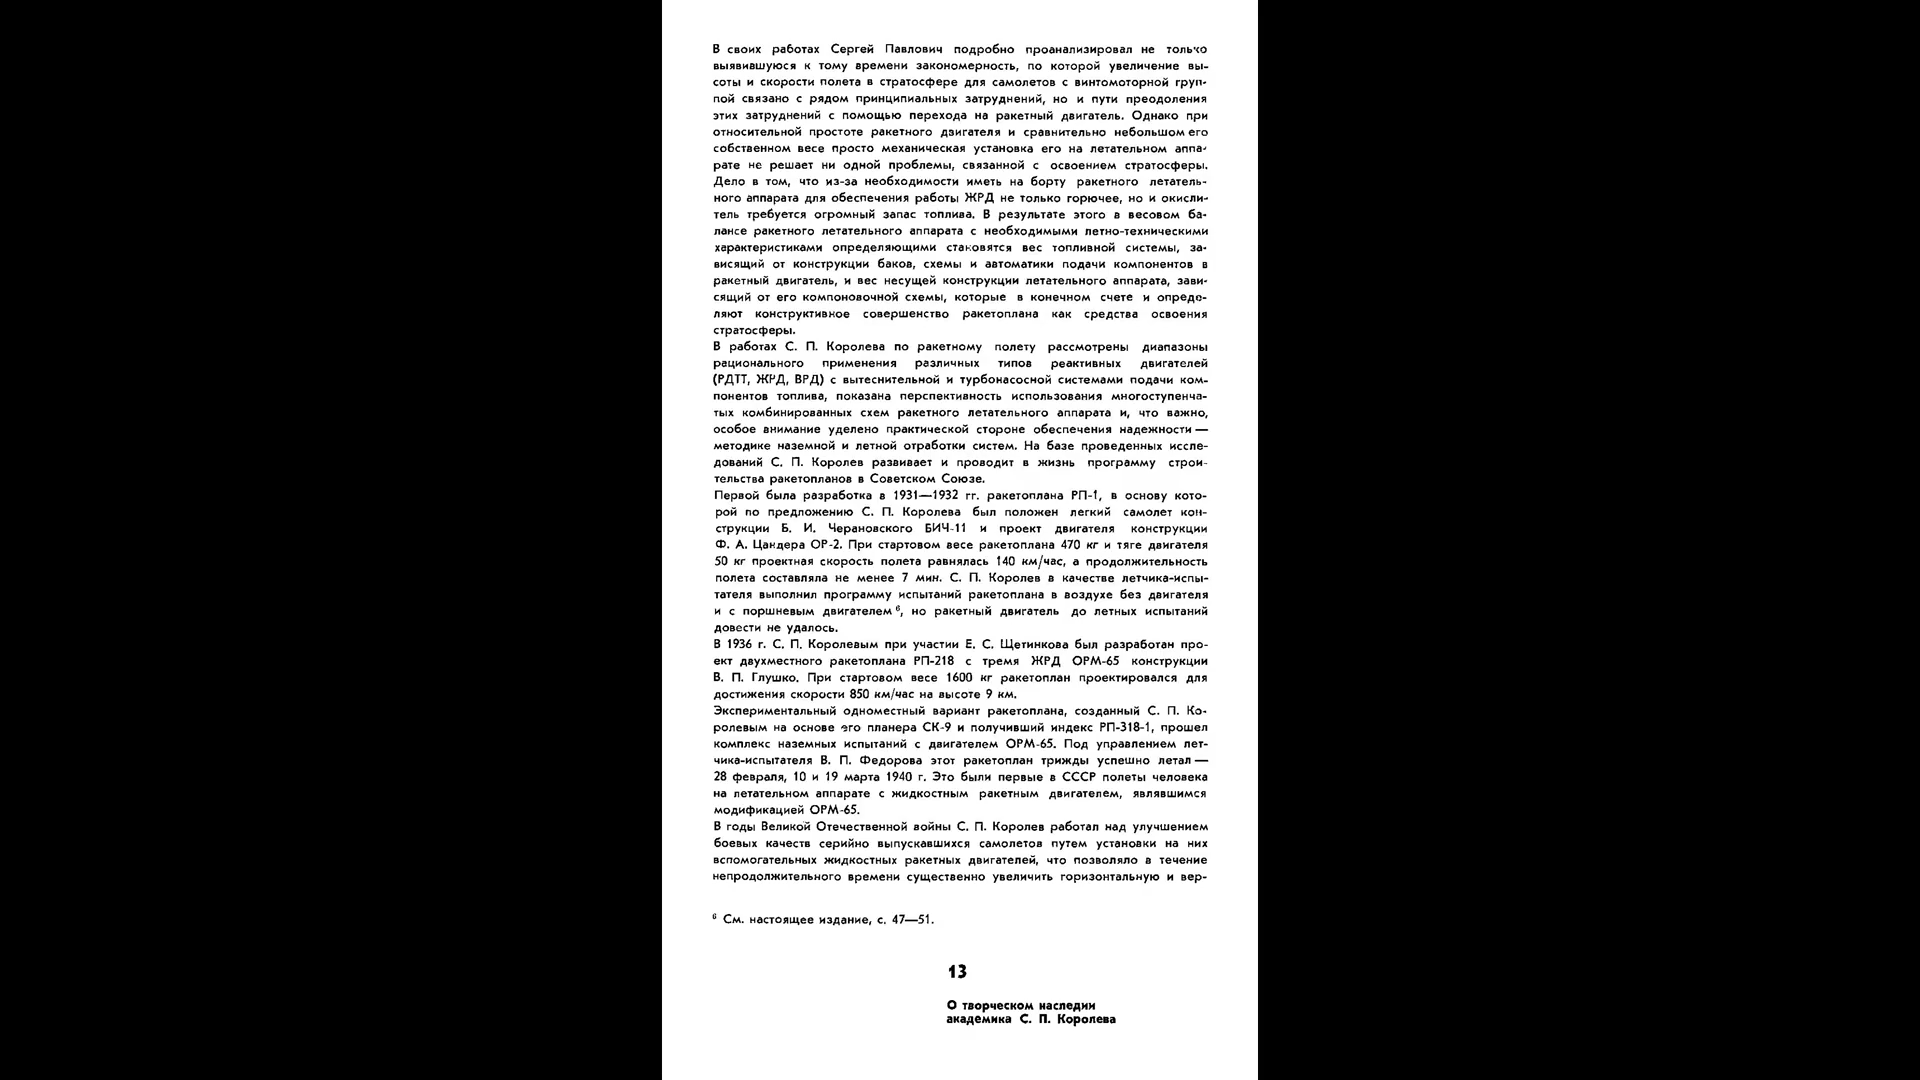 В своих работах Сергей Павлович подробно проанализировал не только
выявившуюся к тому времени закономерность, по которой увеличение вы-
соты и скорости полета в стратосфере для самолетов с винтомоторной груп-
пой связано с рядом принципиальных затруднений, но и пути преодоления
этих затруднений с помощью перехода на ракетный двигатель. Однако при
относительной простоте ракетного двигателя и сравнительно небольшом его
собственном весе просто механическая установка его на летательном аппа-
рате не решает ни одной проблемы, связанной с освоением стратосферы.
Дело в том, что из-за необходимости иметь на борту ракетного летатель-
ного аппарата для обеспечения работы ЖРД не только горючее, но и окисли-
тель требуется огромный запас топлива. В результате этого в весовом ба-
лансе ракетного летательного аппарата с необходимыми летно-техническими
характеристиками определяющими становятся вес топливной системы, за-
висящий от конструкции баков, схемы и автоматики подачи компонентов в
ракетный двигатель, и вес несущей конструкции летательного аппарата, зави-
сящий от его компоновочной схемы, которые в конечном счете и опреде-
ляют конструктивное совершенство ракетоплана как средства освоения
стратосферы.
В работах С. П. Королева по ракетному полету рассмотрены диапазоны
рационального применения различных типов реактивных двигателей
(РДТТ, ЖРД, ВРД) с вытеснительной и турбонасосной системами подачи ком-
понентов топлива, показана перспективность использования многоступенча-
тых комбинированных схем ракетного летательного аппарата и, что важно,
особое внимание уделено практической стороне обеспечения надежности —
методике наземной и летной отработки систем. На базе проведенных иссле-
дований С. П. Королев развивает и проводит в жизнь программу строи-
тельства ракетопланов в Советском Союзе.
Первой была разработка в 1931—1932 гг. ракетоплана РП-1, в основу кото-
рой по предложению С. П. Королева был положен легкий самолет кон-
струкции Б. И. Черановского БИЧ-11 и проект двигателя конструкции
Ф. А. Цандера ОР-2. При стартовом весе ракетоплана 470 кг и тяге двигателя
50 кг проектная скорость полета равнялась 140 км/час, а продолжительность
полета составляла не менее 7 мин. С. П. Королев в качестве летчика-испы-
тателя выполнил программу испытаний ракетоплана в воздухе без двигателя
и с поршневым двигателем ⁶, но ракетный двигатель до летных испытаний
довести не удалось.
В 1936 г. С. П. Королевым при участии Е. С. Щетинкова был разработан про-
ект двухместного ракетоплана РП-218 с тремя ЖРД ОРМ-65 конструкции
В. П. Глушко. При стартовом весе 1600 кг ракетоплан проектировался для
достижения скорости 850 км/час на высоте 9 км.
Экспериментальный одноместный вариант ракетоплана, созданный С. П. Ко-
ролевым на основе его планера СК-9 и получивший индекс РП-318-1, прошел
комплекс наземных испытаний с двигателем ОРМ-65. Под управлением лет-
чика-испытателя В. П. Федорова этот ракетоплан трижды успешно летал —
28 февраля, 10 и 19 марта 1940 г. Это были первые в СССР полеты человека
на летательном аппарате с жидкостным ракетным двигателем, являвшимся
модификацией ОРМ-65.
В годы Великой Отечественной войны С. П. Королев работал над улучшением
боевых качеств серийно выпускавшихся самолетов путем установки на них
вспомогательных жидкостных ракетных двигателей, что позволяло в течение
непродолжительного времени существенно увеличить горизонтальную и вер-
⁶ См. настоящее издание, с. 47—51.
13
О творческом наследии
академика С. П. Королева